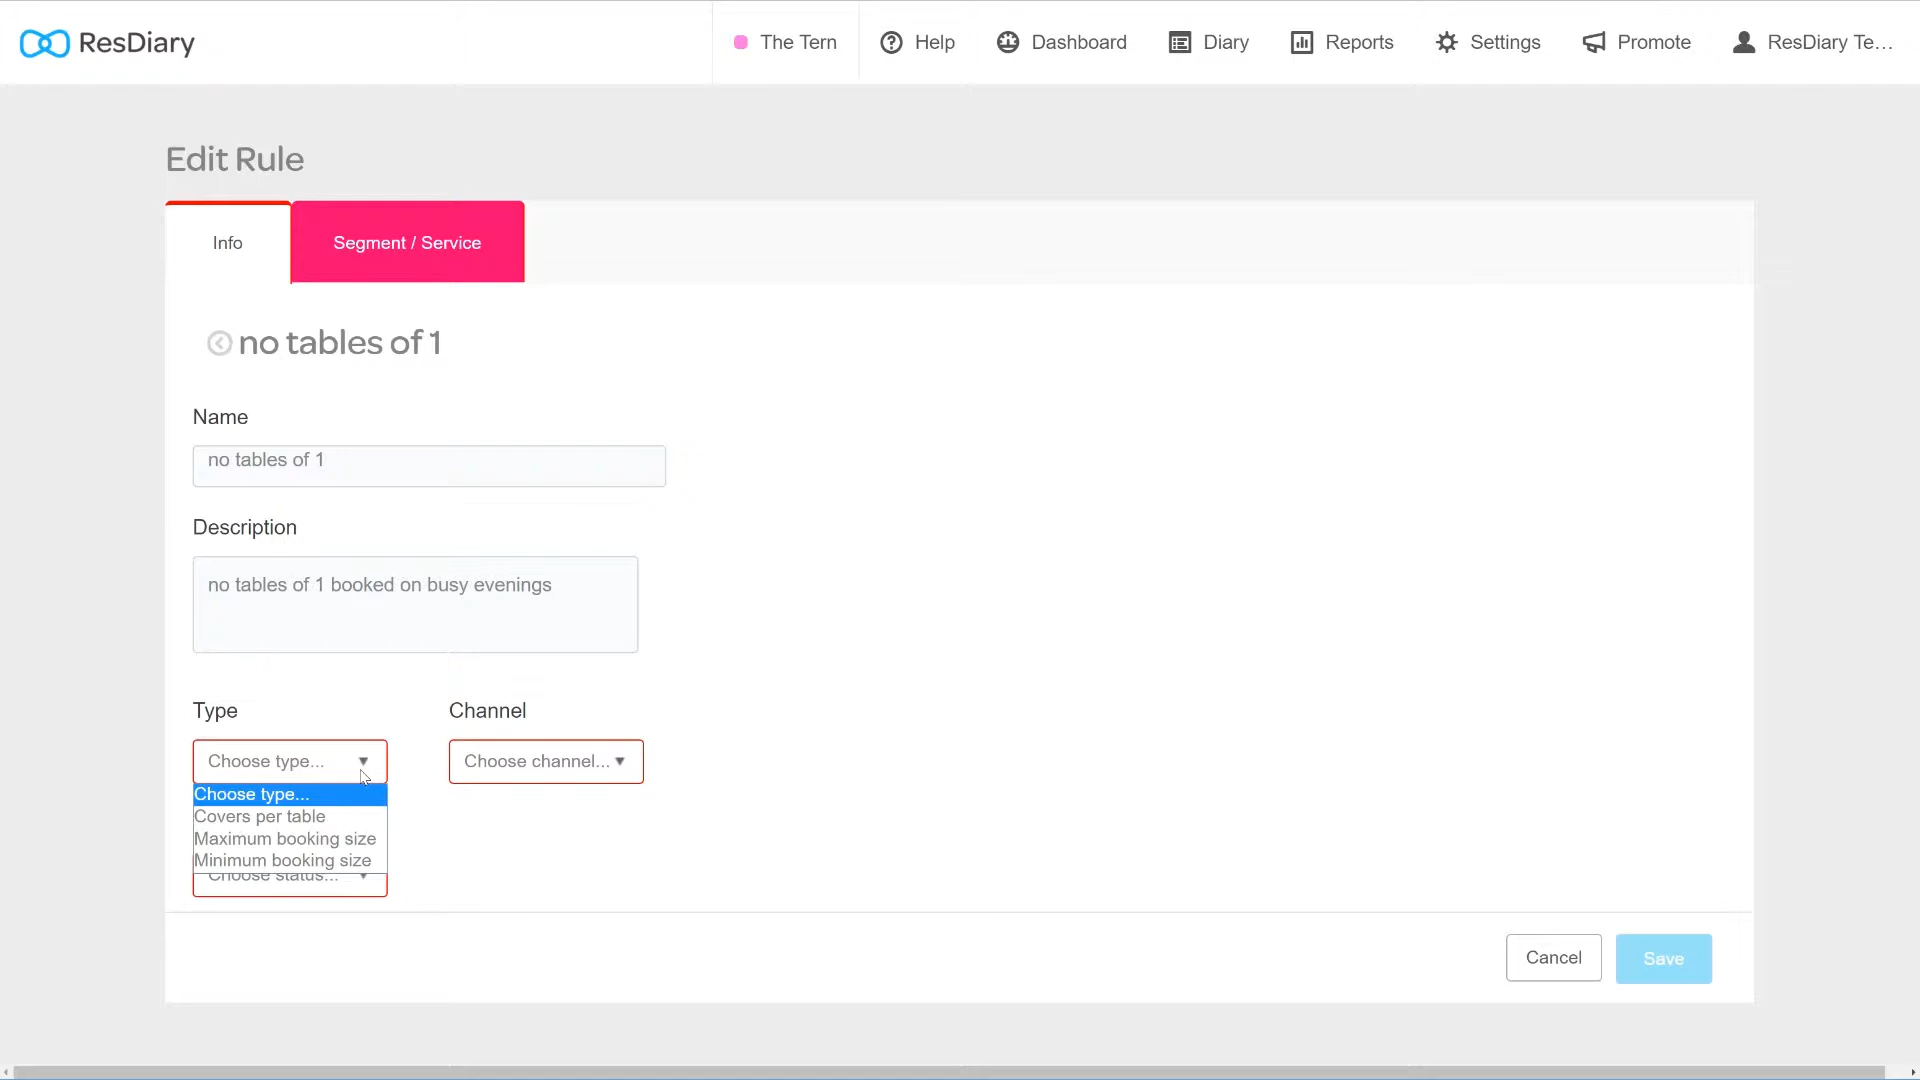 ResDiary
The Tern
Help
Dashboard
Diary
Reports
Settings
Promote
ResDiary Te...
Edit Rule
Info
Segment / Service
no tables of 1
Name
no tables of 1
Description
no tables of 1 booked on busy evenings
Type
Channel
Choose type...
Choose channel...
Choose type...
Covers per table
Maximum booking size
Minimum booking size
Choose status...
Cancel
Save